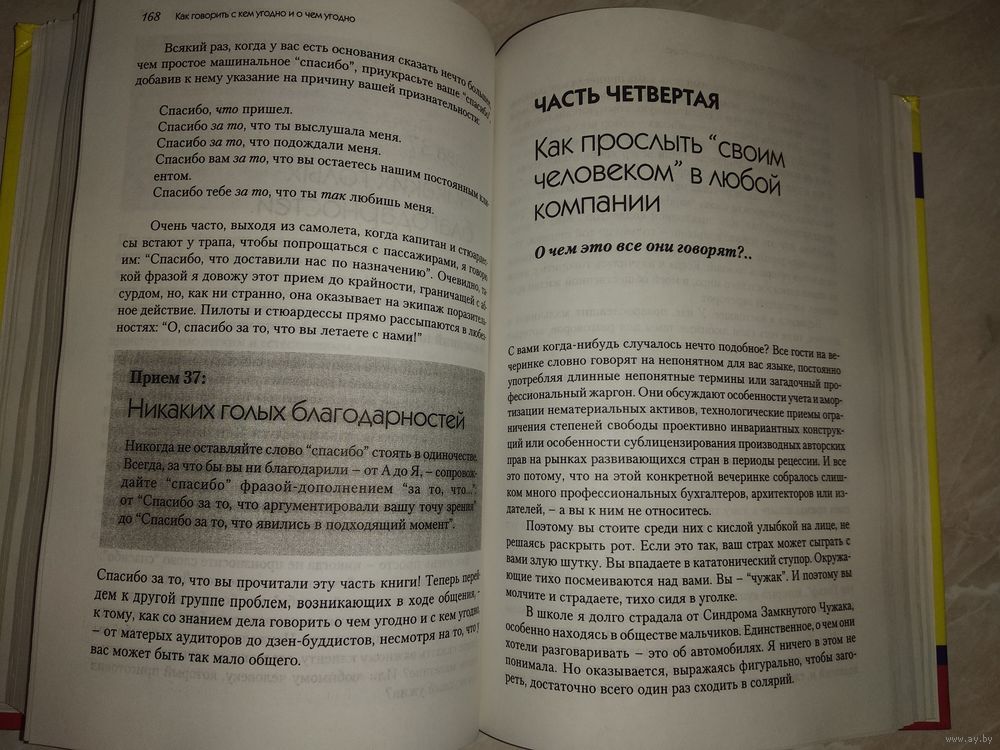 168 Как говорить с кем угодно и о чем угодно
Всякий раз, когда у вас есть основания сказать нечто большее,
чем простое машинальное “спасибо”, приукрасьте ваше “спасибо”,
добавив к нему указание на причину вашей признательности:
Спасибо, что пришел.
Спасибо за то, что ты выслушала меня.
Спасибо за то, что подождали меня.
Спасибо вам за то, что вы остаетесь нашим постоянным кли-
ентом.
Спасибо тебе за то, что ты так любишь меня.
Очень часто, выходя из самолета, когда капитан и стюардес-
сы встают у трапа, чтобы попрощаться с пассажирами, я говорю
им: “Спасибо, что доставили нас по назначению”. Очевидно, та-
кой фразой я довожу этот прием до крайности, граничащей с аб-
сурдом, но, как ни странно, она оказывает на экипаж поразитель-
ное действие. Пилоты и стюардессы прямо рассыпаются в любез-
ностях: “О, спасибо за то, что вы летаете с нами!”
Прием 37:
Никаких голых благодарностей
Никогда не оставляйте слово “спасибо” стоять в одиночестве.
Всегда, за что бы вы ни благодарили – от А до Я, – сопровож-
дайте “спасибо” фразой-дополнением “за то, что...”:
от “Спасибо за то, что аргументировали вашу точу зрения”
до “Спасибо за то, что явились в подходящий момент”.
Спасибо за то, что вы прочитали эту часть книги! Теперь перей-
дем к другой группе проблем, возникающих в ходе общения, –
к тому, как со знанием дела говорить о чем угодно и с кем угодно,
– от матерых аудиторов до дзен-буддистов, несмотря на то, что у
вас может быть так мало общего.
ЧАСТЬ ЧЕТВЕРТАЯ
Как прослыть “своим
человеком” в любой
компании
О чем это все они говорят?..
С вами когда-нибудь случалось нечто подобное? Все гости на ве-
черинке словно говорят на непонятном для вас языке, постоянно
употребляя длинные непонятные термины или загадочный про-
фессиональный жаргон. Они обсуждают особенности учета и амор-
тизации нематериальных активов, технологические приемы огра-
ничения степеней свободы проективно инвариантных конструк-
ций или особенности сублицензирования производных авторских
прав на рынках развивающихся стран в периоды рецессии. И все
это потому, что на этой конкретной вечеринке собралось слиш-
ком много профессиональных бухгалтеров, архитекторов или из-
дателей, – а вы к ним не относитесь.
Поэтому вы стоите среди них с кислой улыбкой на лице, не
решаясь раскрыть рот. Если это так, ваш страх может сыграть с
вами злую шутку. Вы впадаете в кататонический ступор. Окружа-
ющие тихо посмеиваются над вами. Вы – “чужак”. И поэтому вы
молчите и страдаете, тихо сидя в уголке.
В школе я долго страдала от Синдрома Замкнутого Чужака,
особенно находясь в обществе мальчиков. Единственное, о чем они
хотели разговаривать – это об автомобилях. Я ничего в этом не
понимала. Но оказывается, выражаясь фигурально, чтобы заго-
реть, достаточно всего один раз сходить в солярий.
www.ay.by